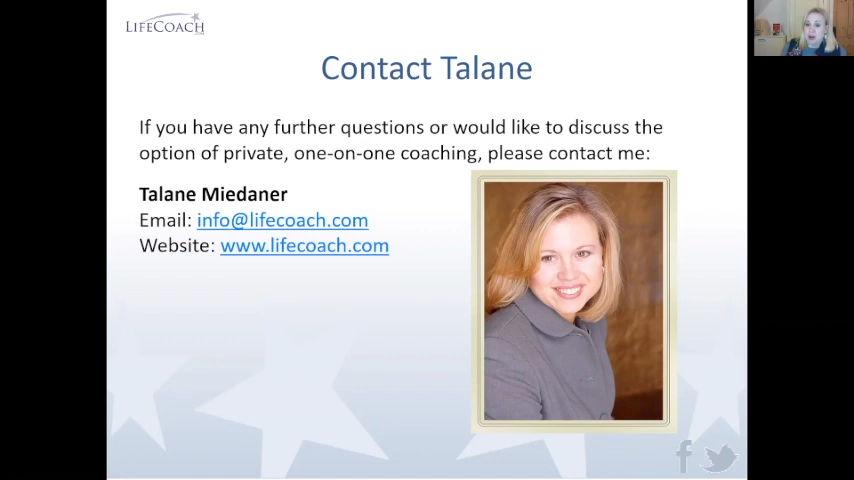 LIFECOACH
Contact Talane
If you have any further questions or would like to discuss the
option of private, one-on-one coaching, please contact me:
Talane Miedaner
Email: info@lifecoach.com
Website: www.lifecoach.com